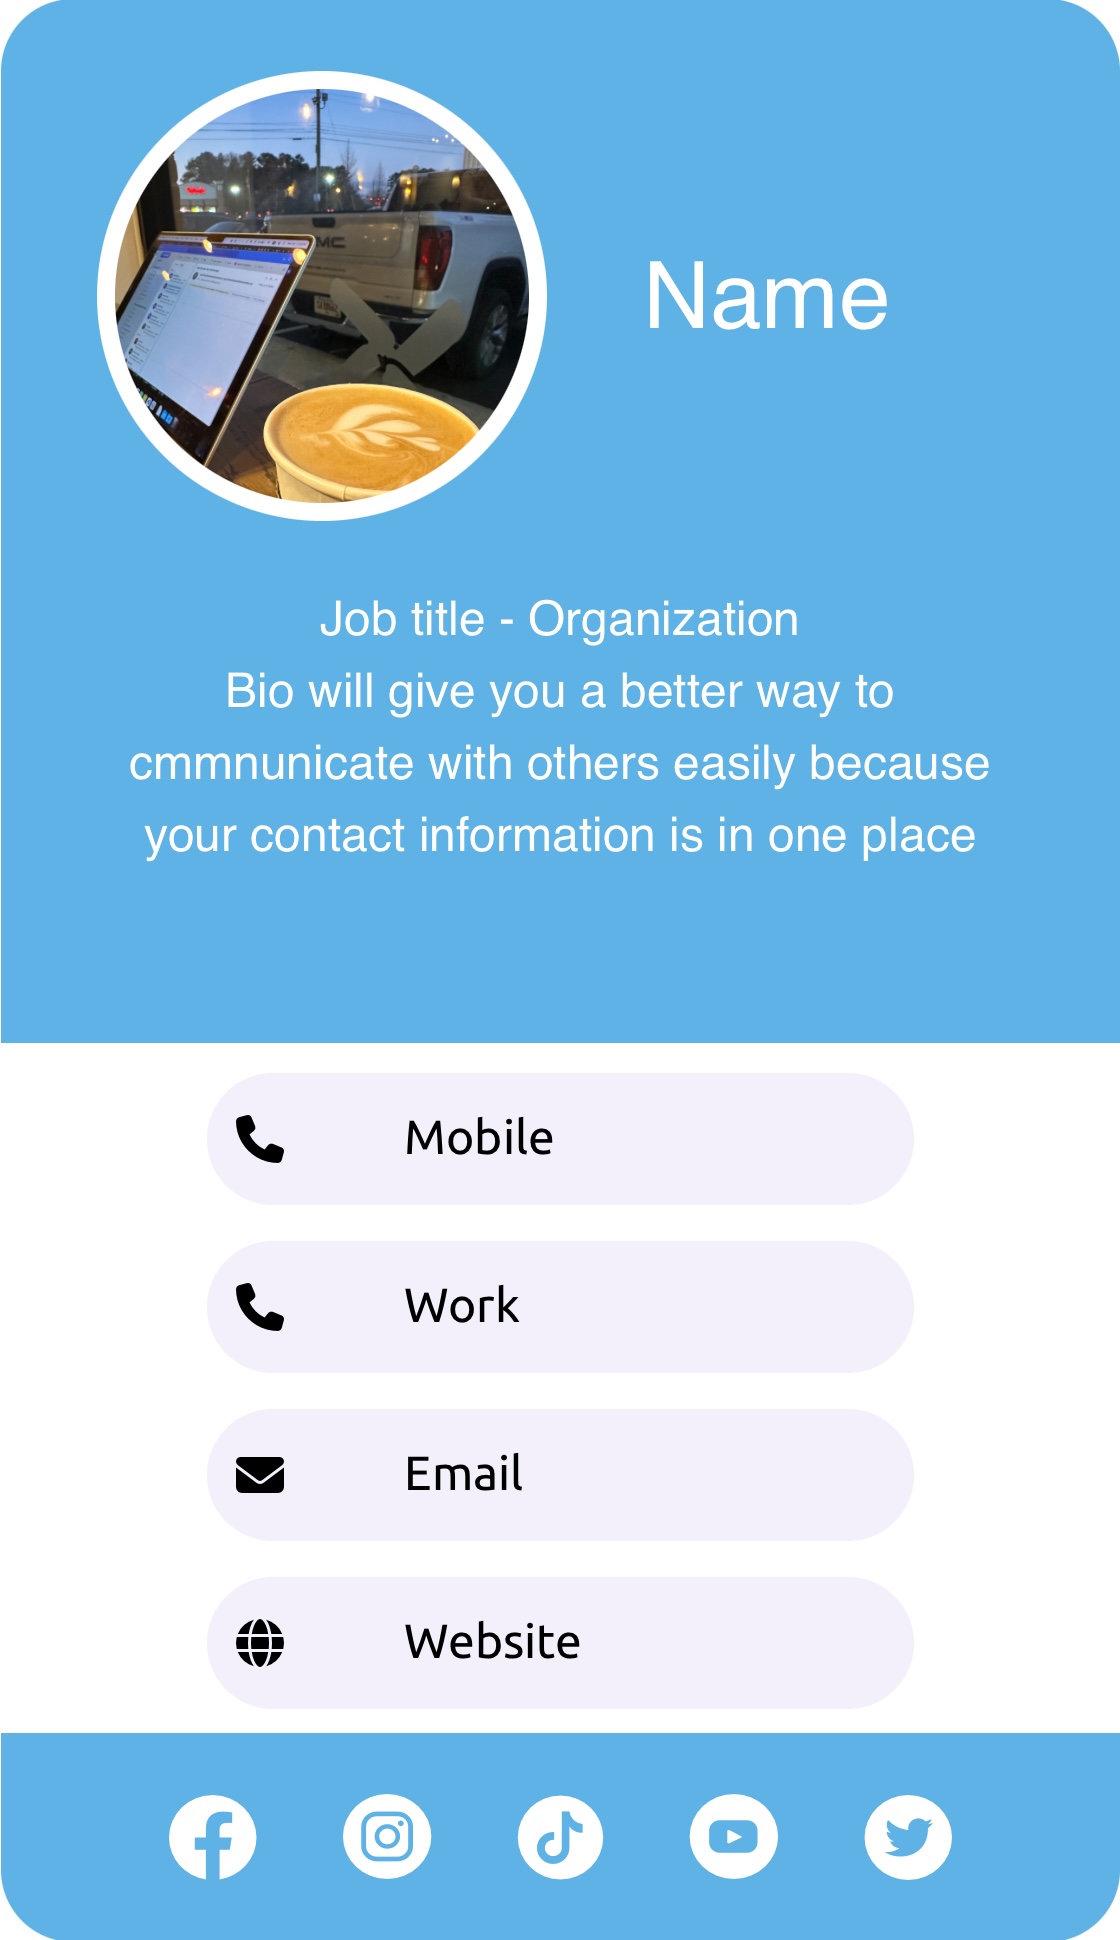 Name
Job title - Organization
Bio will give you a better way to
cmmnunicate with others easily because
your contact information is in one place
Mobile
Work
Email
Website